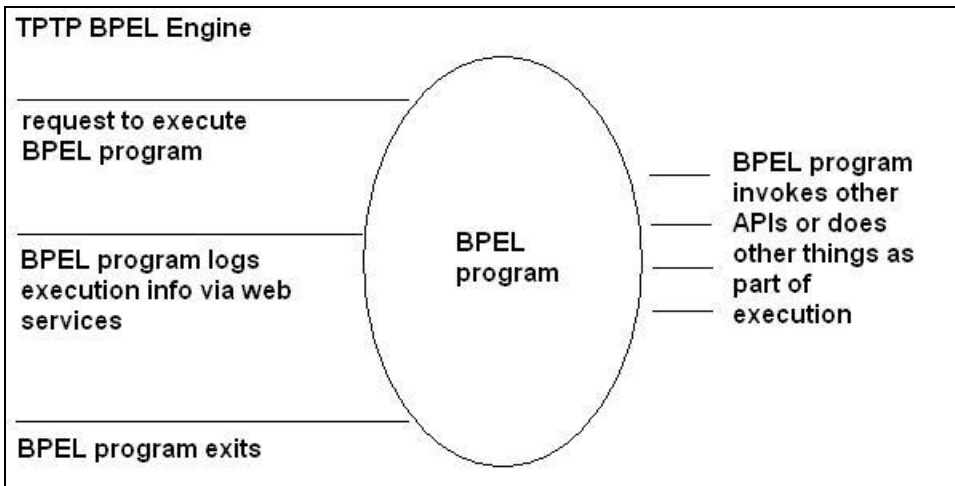 TPTP BPEL Engine
request to execute
BPEL program
BPEL program logs
execution info via web
services
BPEL program exits
BPEL
program
BPEL program
invokes other
APIs or does
other things as
part of
execution